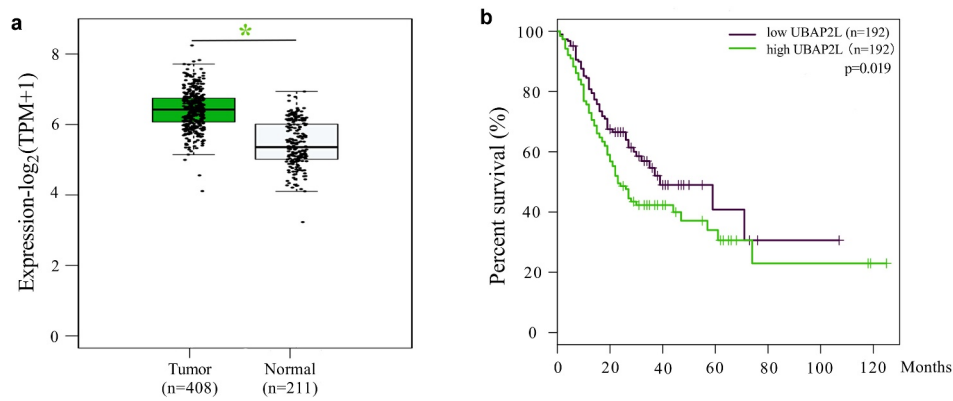 a
*
Expression-log2(TPM+1)
8
6
4
2
0
Tumor
(n=408)
Normal
(n=211)
b
low UBAP2L (n=192)
high UBAP2L (n=192)
p=0.019
Percent survival (%)
100
80
60
40
20
0
0 20 40 60 80 100 120 Months